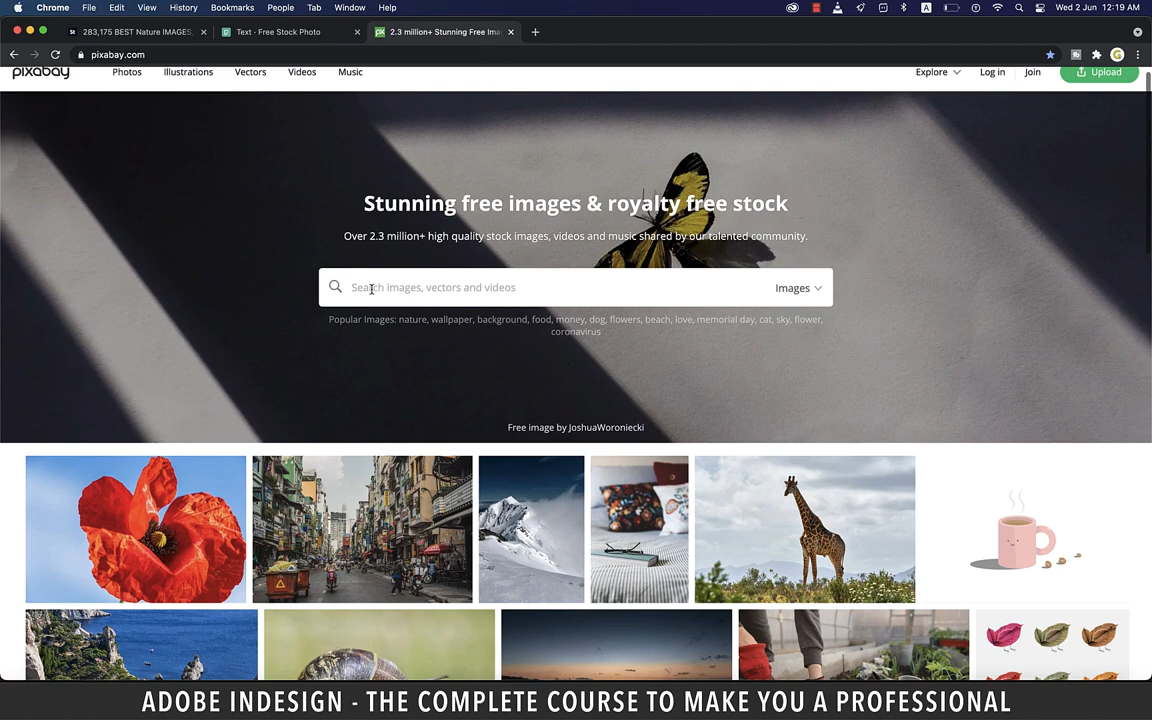 Chrome File Edit View History Bookmarks People Tab Window Help
A Wed 2 Jun 12:19 AM
St 283,175 BEST Nature IMAGES,
Text · Free Stock Photo
px 2.3 million+ Stunning Free Ima
pixabay.com
G
pixabay Photos Illustrations Vectors Videos Music
Explore Log in Join Upload
Stunning free images & royalty free stock
Over 2.3 million+ high quality stock images, videos and music shared by our talented community.
Search images, vectors and videos Images
Popular Images: nature, wallpaper, background, food, money, dog, flowers, beach, love, memorial day, cat, sky, flower,
coronavirus
Free image by JoshuaWoroniecki
ADOBE INDESIGN - THE COMPLETE COURSE TO MAKE YOU A PROFESSIONAL